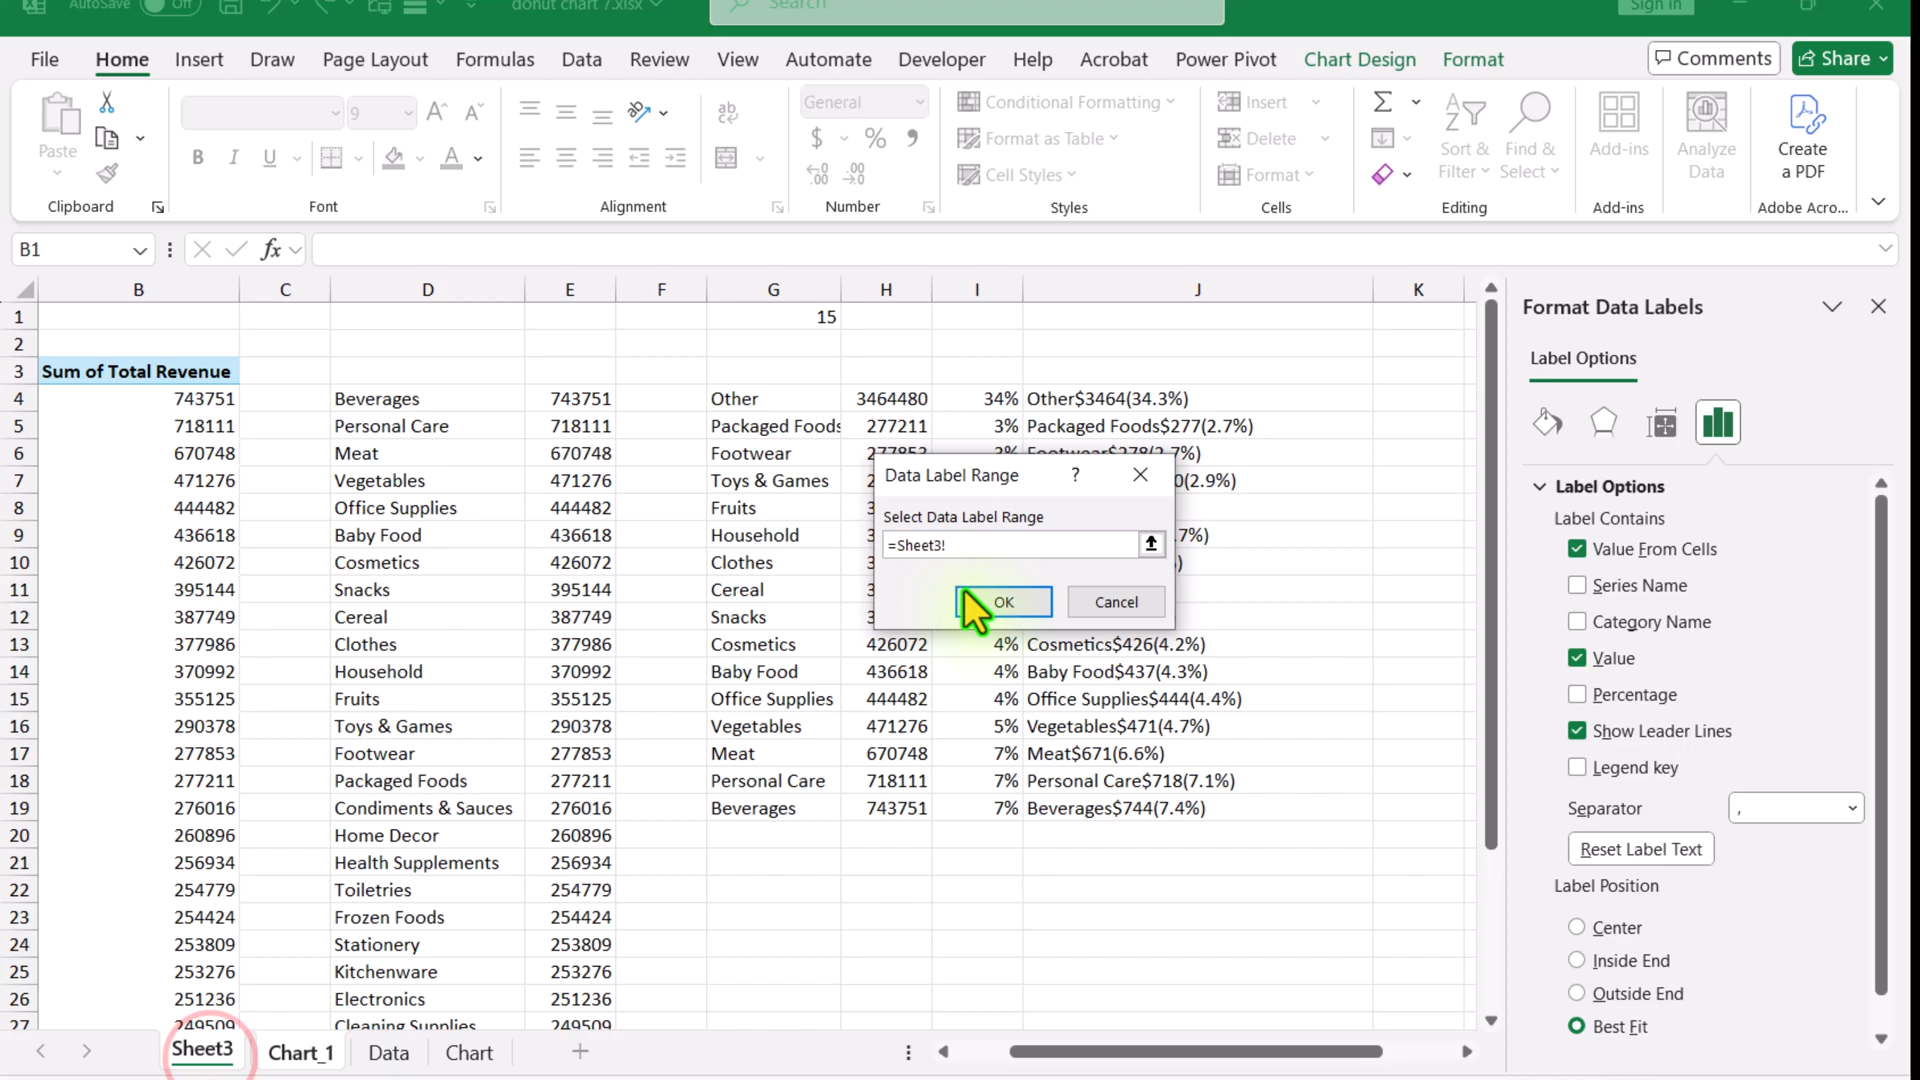 AutoSave Off donut chart 7.xlsx Search Sign in
File Home Insert Draw Page Layout Formulas Data Review View Automate Developer Help Acrobat Power Pivot Chart Design Format Comments Share
Paste 9 General Conditional Formatting Insert
B I U A $ % Format as Table Delete Sort & Filter Find & Select Add-ins Analyze Data Create a PDF
Cell Styles Format
Clipboard Font Alignment Number Styles Cells Editing Add-ins Adobe Acro...
B1 fx
B C D E F G H I J K
1 15
2
3 Sum of Total Revenue
4 743751 Beverages 743751 Other 3464480 34% Other$3464(34.3%)
5 718111 Personal Care 718111 Packaged Foods 277211 3% Packaged Foods$277(2.7%)
6 670748 Meat 670748 Footwear 277853 3% Footwear$278(2.7%)
7 471276 Vegetables 471276 Toys & Games 2 0(2.9%)
8 444482 Office Supplies 444482 Fruits 3
9 436618 Baby Food 436618 Household 3 .7%)
10 426072 Cosmetics 426072 Clothes 3 )
11 395144 Snacks 395144 Cereal 3
12 387749 Cereal 387749 Snacks 3
13 377986 Clothes 377986 Cosmetics 426072 4% Cosmetics$426(4.2%)
14 370992 Household 370992 Baby Food 436618 4% Baby Food$437(4.3%)
15 355125 Fruits 355125 Office Supplies 444482 4% Office Supplies$444(4.4%)
16 290378 Toys & Games 290378 Vegetables 471276 5% Vegetables$471(4.7%)
17 277853 Footwear 277853 Meat 670748 7% Meat$671(6.6%)
18 277211 Packaged Foods 277211 Personal Care 718111 7% Personal Care$718(7.1%)
19 276016 Condiments & Sauces 276016 Beverages 743751 7% Beverages$744(7.4%)
20 260896 Home Decor 260896
21 256934 Health Supplements 256934
22 254779 Toiletries 254779
23 254424 Frozen Foods 254424
24 253809 Stationery 253809
25 253276 Kitchenware 253276
26 251236 Electronics 251236
27 249509 Cleaning Supplies 249509
Data Label Range ?
Select Data Label Range
=Sheet3!
OK Cancel
Format Data Labels
Label Options
Label Options
Label Contains
Value From Cells
Series Name
Category Name
Value
Percentage
Show Leader Lines
Legend key
Separator ,
Reset Label Text
Label Position
Center
Inside End
Outside End
Best Fit
Sheet3 Chart_1 Data Chart